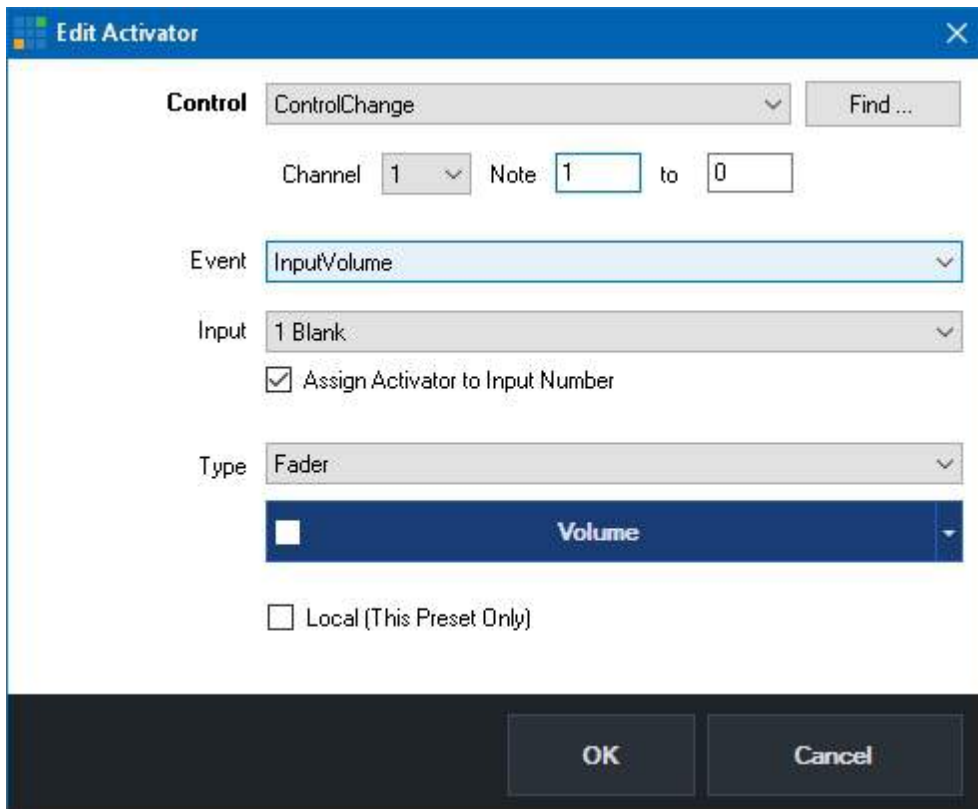 Edit Activator
Control ControlChange Find ...
Channel 1 Note 1 to 0
Event InputVolume
Input 1 Blank
Assign Activator to Input Number
Type Fader
Volume
Local (This Preset Only)
OK Cancel